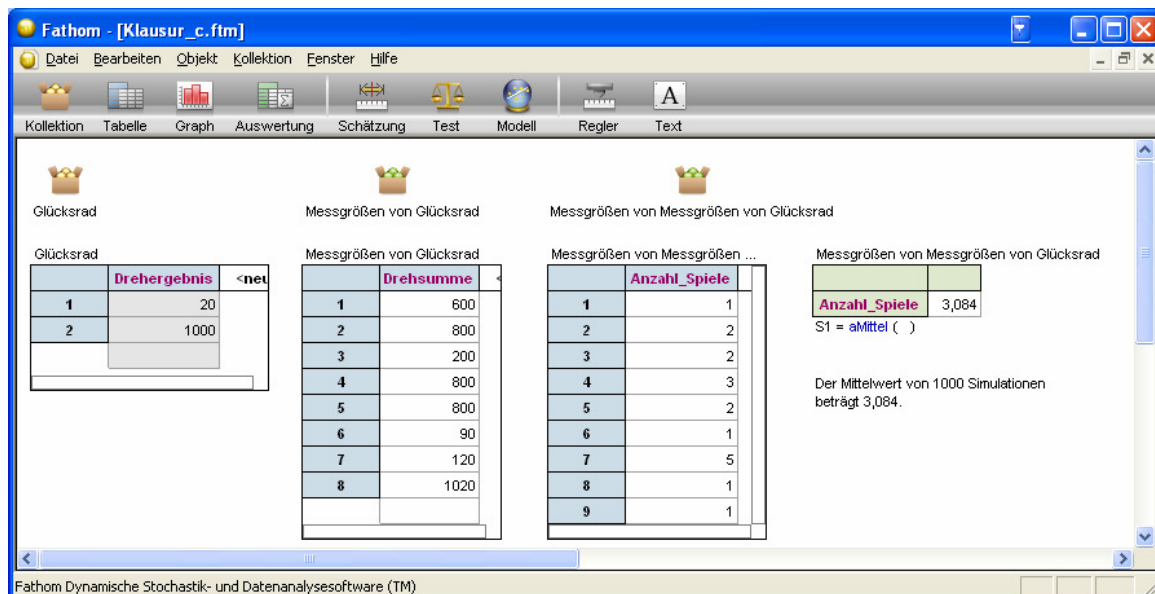 Fathom - [Klausur_c.ftm]
Datei Bearbeiten Objekt Kollektion Fenster Hilfe
Kollektion Tabelle Graph Auswertung Schätzung Test Modell Regler Text
Glücksrad
Messgrößen von Glücksrad
Messgrößen von Messgrößen von Glücksrad
Glücksrad
Drehergebnis <neu
1 20
2 1000
Messgrößen von Glücksrad
Drehsumme <
1 600
2 800
3 200
4 800
5 800
6 90
7 120
8 1020
Messgrößen von Messgrößen ...
Anzahl_Spiele
1 1
2 2
3 2
4 3
5 2
6 1
7 5
8 1
9 1
Messgrößen von Messgrößen von Glücksrad
Anzahl_Spiele 3,084
S1 = aMittel ( )
Der Mittelwert von 1000 Simulationen
beträgt 3,084.
Fathom Dynamische Stochastik- und Datenanalysesoftware (TM)